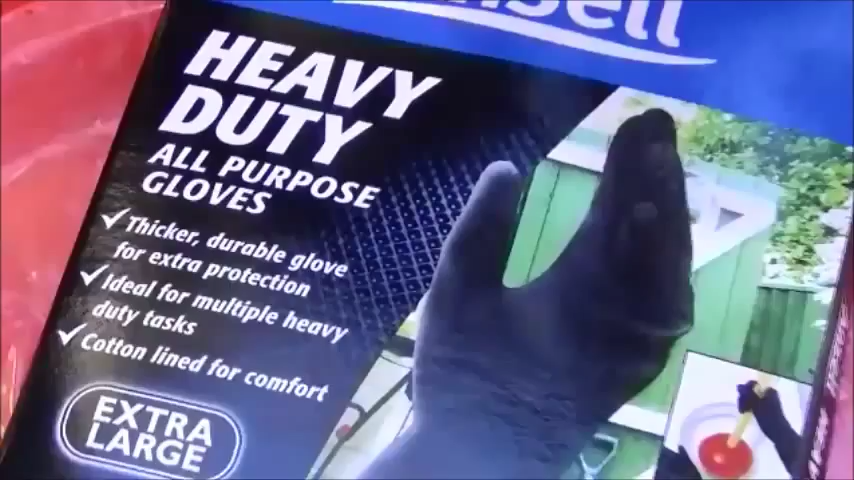 HEAVY
DUTY
ALL PURPOSE
GLOVES
✓ Thicker, durable glove
for extra protection
✓ Ideal for multiple heavy
duty tasks
✓ Cotton lined for comfort
EXTRA
LARGE